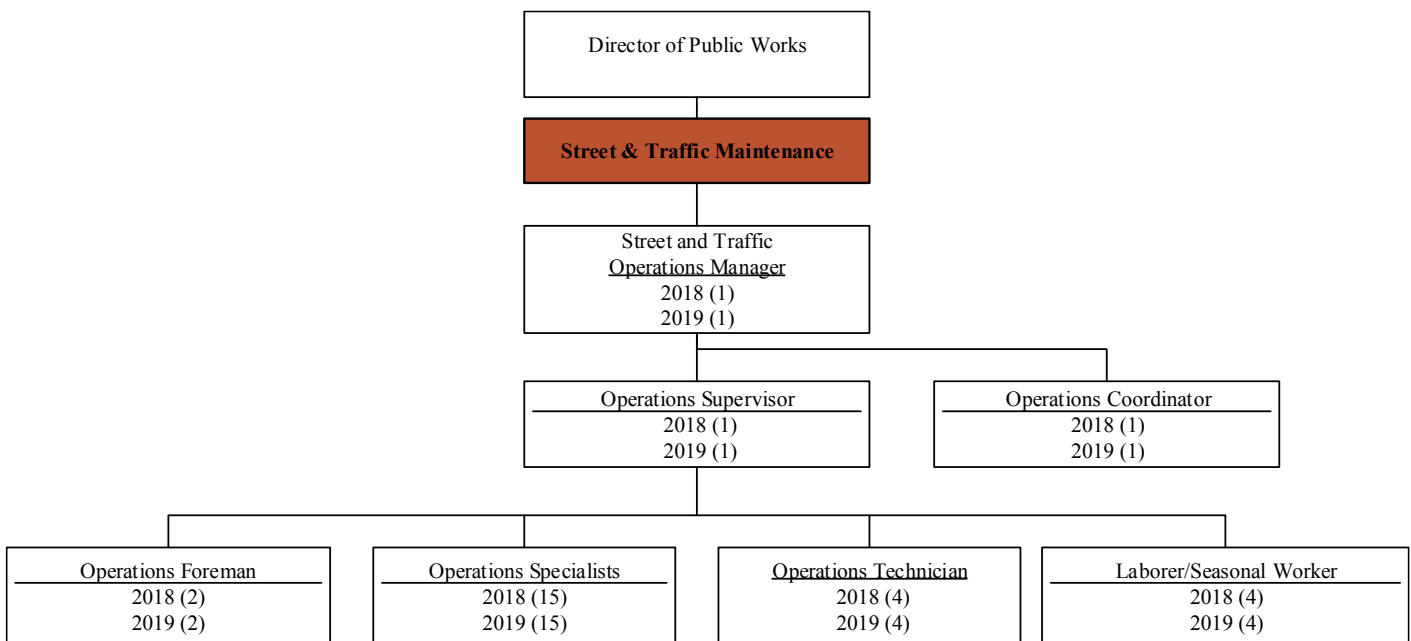 Director of Public Works
Street & Traffic Maintenance
Street and Traffic
Operations Manager
2018 (1)
2019 (1)
Operations Supervisor
2018 (1)
2019 (1)
Operations Coordinator
2018 (1)
2019 (1)
Operations Foreman
2018 (2)
2019 (2)
Operations Specialists
2018 (15)
2019 (15)
Operations Technician
2018 (4)
2019 (4)
Laborer/Seasonal Worker
2018 (4)
2019 (4)